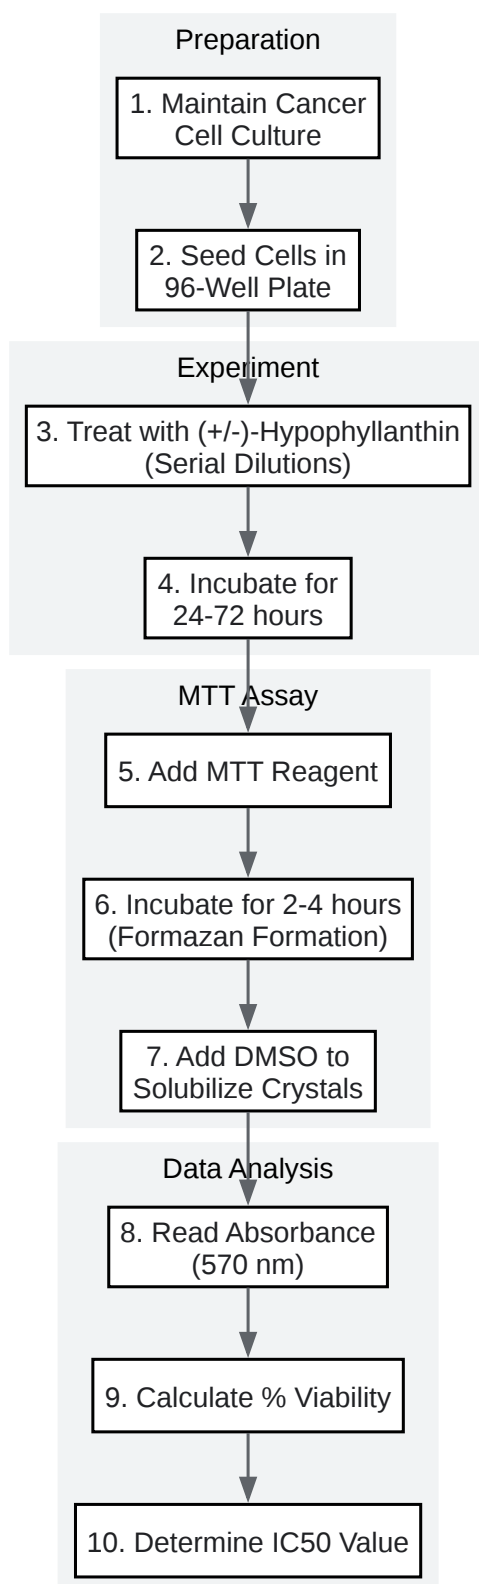 Preparation
1. Maintain Cancer
Cell Culture
2. Seed Cells in
96-Well Plate
Experiment
3. Treat with (+/-)-Hypophyllanthin
(Serial Dilutions)
4. Incubate for
24-72 hours
MTT Assay
5. Add MTT Reagent
6. Incubate for 2-4 hours
(Formazan Formation)
7. Add DMSO to
Solubilize Crystals
Data Analysis
8. Read Absorbance
(570 nm)
9. Calculate % Viability
10. Determine IC50 Value